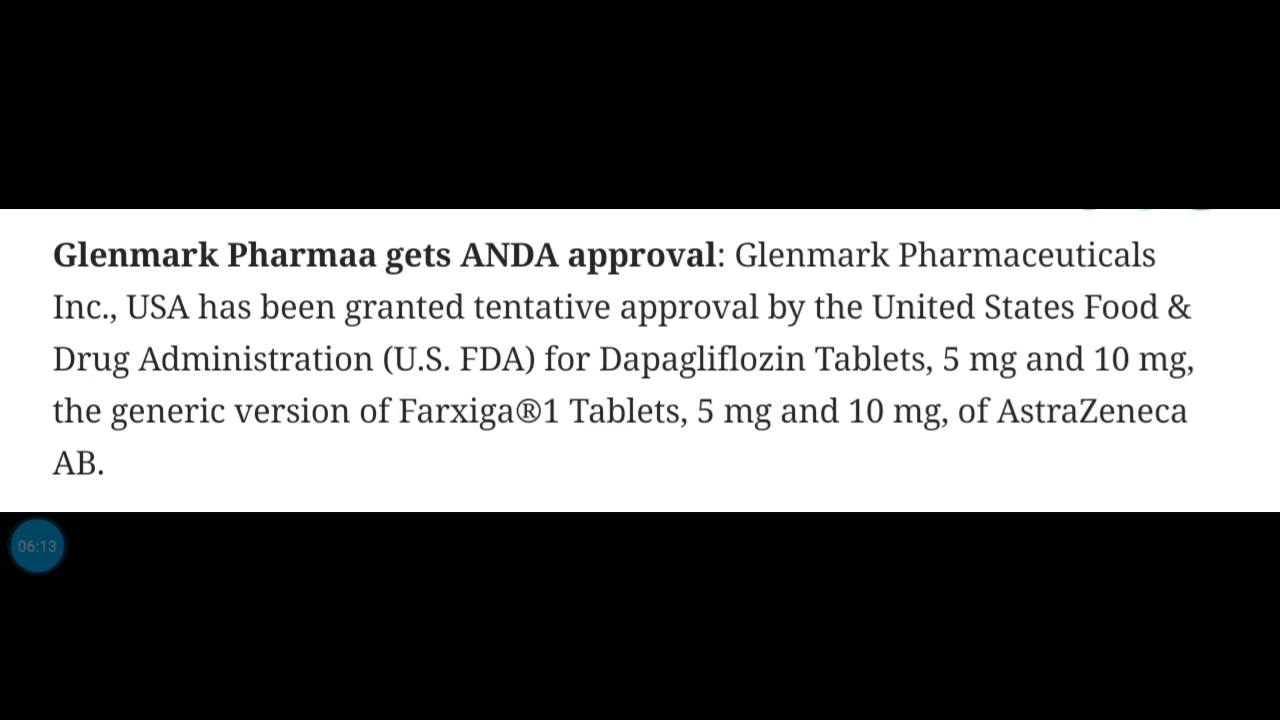 Glenmark Pharmaa gets ANDA approval: Glenmark Pharmaceuticals
Inc., USA has been granted tentative approval by the United States Food &
Drug Administration (U.S. FDA) for Dapagliflozin Tablets, 5 mg and 10 mg,
the generic version of Farxiga®1 Tablets, 5 mg and 10 mg, of AstraZeneca
AB.
06:13